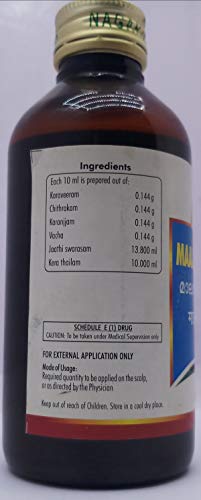 NAGAR
Ingredients
Each 10 ml is prepared out of:
Karaveeram 0.144 g
Chithrakam 0.144 g
Karanjam 0.144 g
Vacha 0.144 g
Jaathi swarasam 13.800 ml
Kera thailam 10.000 ml
SCHEDULE E (1) DRUG
CAUTION: To be taken under Medical Supervision only
FOR EXTERNAL APPLICATION ONLY
Mode of Usage:
Required quantity to be applied on the scalp,
or as directed by the Physician
Keep out of reach of Children. Store in a cool dry place.